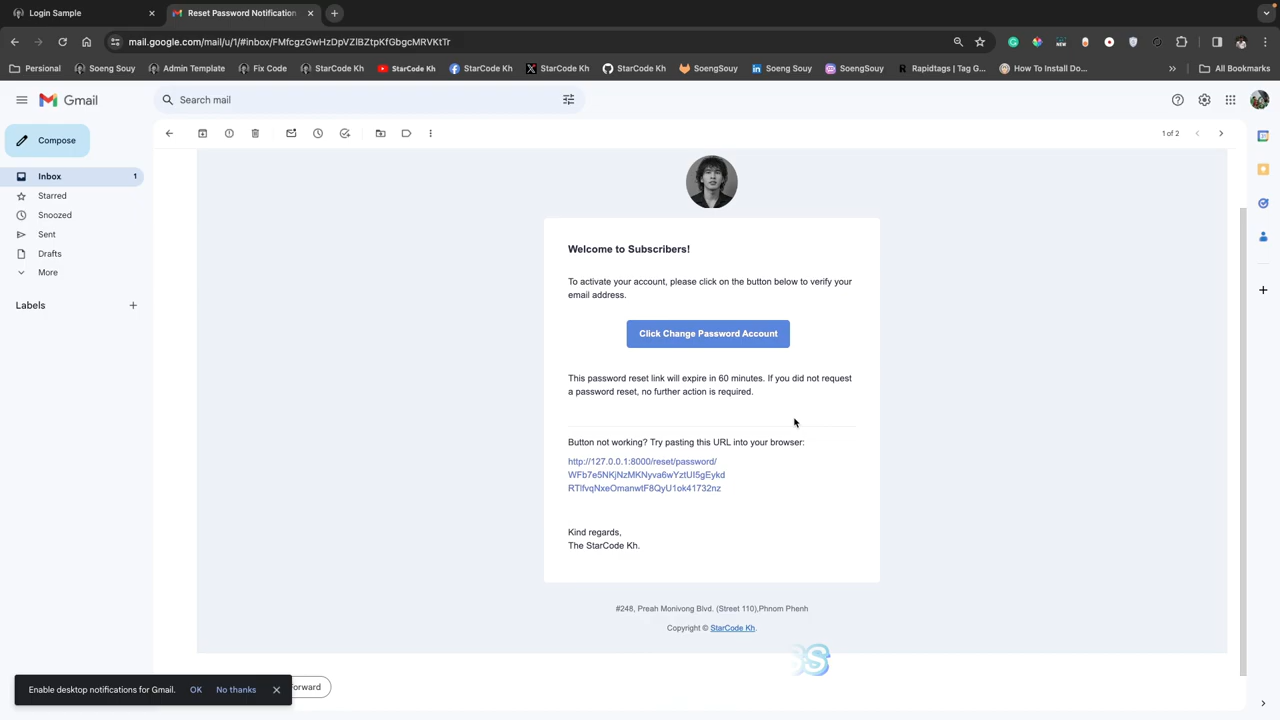 Login Sample
Reset Password Notification
mail.google.com/mail/u/1/#inbox/FMfcgzGwHzDpVZlBZtpKfGbgcMRVKtTr
Personal
Soeng Souy
Admin Template
Fix Code
StarCode Kh
StarCode Kh
StarCode Kh
StarCode Kh
StarCode Kh
SoengSouy
Soeng Souy
SoengSouy
Rapidtags | Tag G...
How To Install Do...
All Bookmarks
Gmail
Search mail
Compose
1 of 2
Inbox 1
Starred
Snoozed
Sent
Drafts
More
Labels
Welcome to Subscribers!
To activate your account, please click on the button below to verify your
email address.
Click Change Password Account
This password reset link will expire in 60 minutes. If you did not request
a password reset, no further action is required.
Button not working? Try pasting this URL into your browser:
http://127.0.0.1:8000/reset/password/
WFb7e5NKjNzMKNyva6wYztUI5gEykd
RTlfvqNxeOmanwtF8QyU1ok41732nz
Kind regards,
The StarCode Kh.
#248, Preah Monivong Blvd. (Street 110),Phnom Phenh
Copyright © StarCode Kh.
Enable desktop notifications for Gmail. OK No thanks
orward